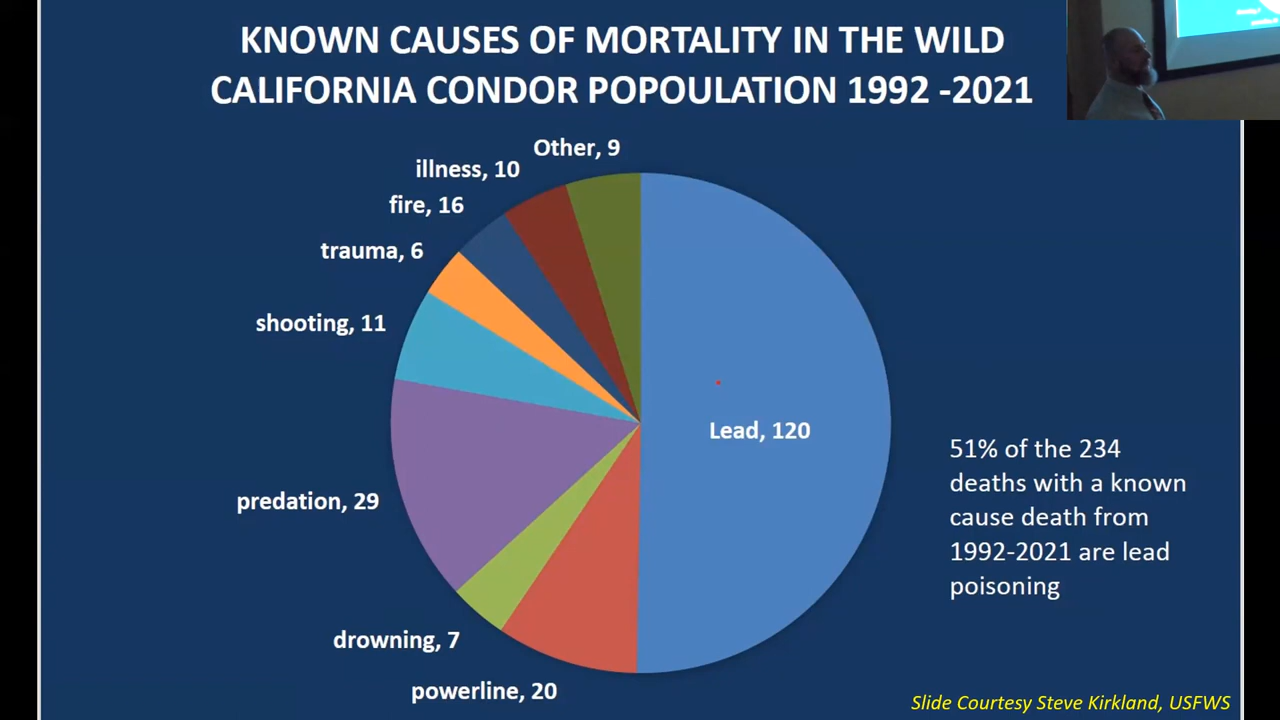 KNOWN CAUSES OF MORTALITY IN THE WILD
CALIFORNIA CONDOR POPOULATION 1992 -2021
Other, 9
illness, 10
fire, 16
trauma, 6
shooting, 11
predation, 29
drowning, 7
powerline, 20
Lead, 120
51% of the 234
deaths with a known
cause death from
1992-2021 are lead
poisoning
Slide Courtesy Steve Kirkland, USFWS